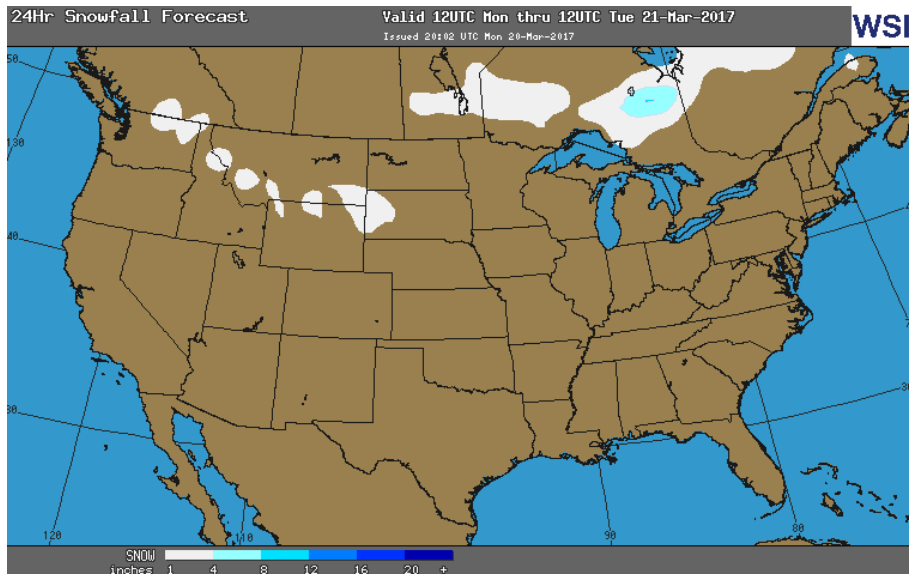 24Hr Snowfall Forecast
Valid 12UTC Mon thru 12UTC Tue 21-Mar-2017
Issued 20:02 UTC Mon 20-Mar-2017
WSI
50
130
40
30
120
110
90
80
SNOW
inches 1 4 8 12 16 20 +